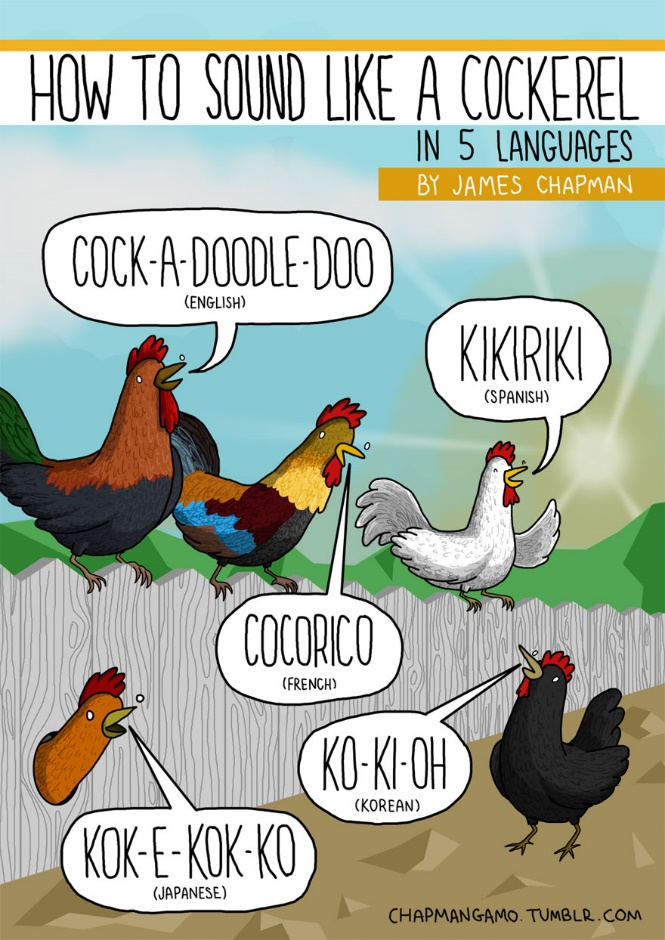 HOW TO SOUND LIKE A COCKEREL
IN 5 LANGUAGES
BY JAMES CHAPMAN
COCK-A-DOODLE-DOO
(ENGLISH)
KIKIRIKI
(SPANISH)
COCORICO
(FRENCH)
KO-KI-OH
(KOREAN)
KOK-E-KOK-KO
(JAPANESE)
CHAPMANGAMO.TUMBLR.COM